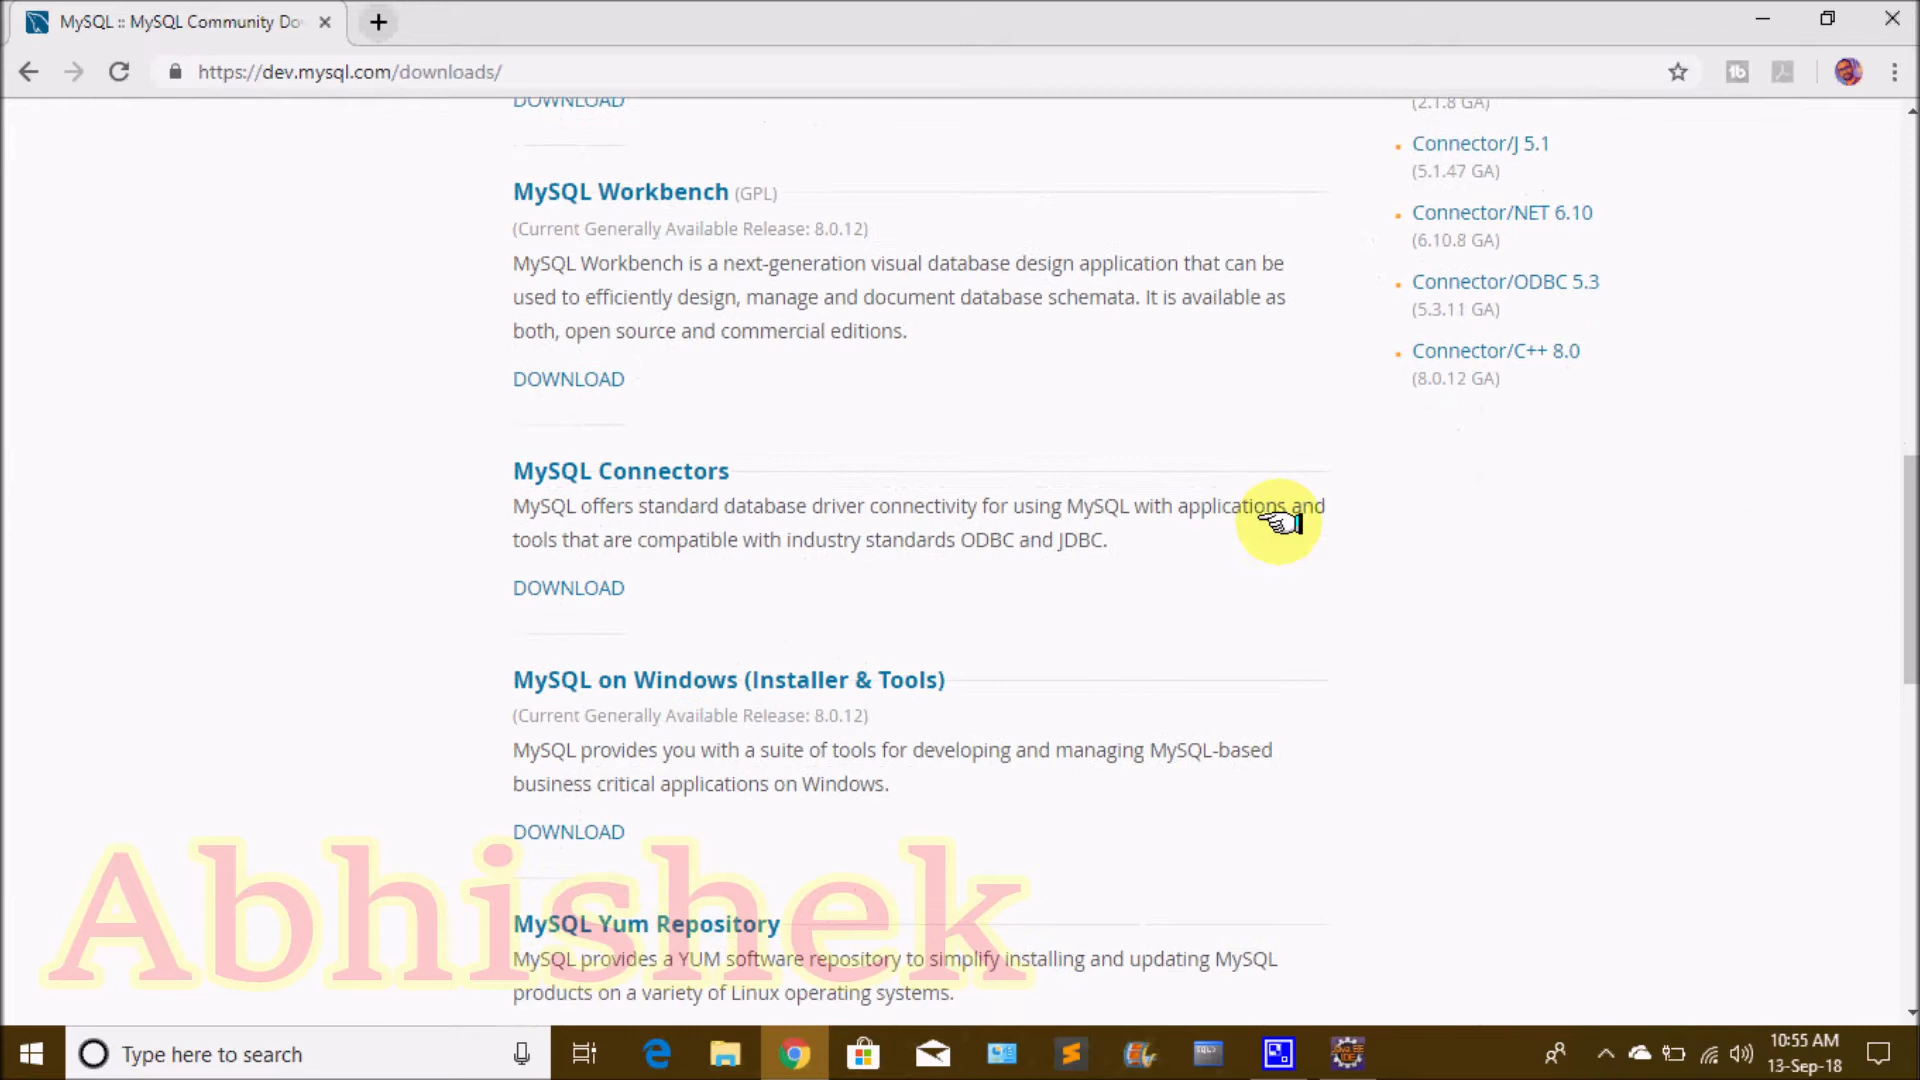 MySQL :: MySQL Community Do
https://dev.mysql.com/downloads/
DOWNLOAD
MySQL Workbench (GPL)
(Current Generally Available Release: 8.0.12)
MySQL Workbench is a next-generation visual database design application that can be
used to efficiently design, manage and document database schemata. It is available as
both, open source and commercial editions.
DOWNLOAD
MySQL Connectors
MySQL offers standard database driver connectivity for using MySQL with applications and
tools that are compatible with industry standards ODBC and JDBC.
DOWNLOAD
MySQL on Windows (Installer & Tools)
(Current Generally Available Release: 8.0.12)
MySQL provides you with a suite of tools for developing and managing MySQL-based
business critical applications on Windows.
DOWNLOAD
MySQL Yum Repository
MySQL provides a YUM software repository to simplify installing and updating MySQL
products on a variety of Linux operating systems.
(2.1.8 GA)
Connector/J 5.1
(5.1.47 GA)
Connector/NET 6.10
(6.10.8 GA)
Connector/ODBC 5.3
(5.3.11 GA)
Connector/C++ 8.0
(8.0.12 GA)
Abhishek
Type here to search
10:55 AM
13-Sep-18